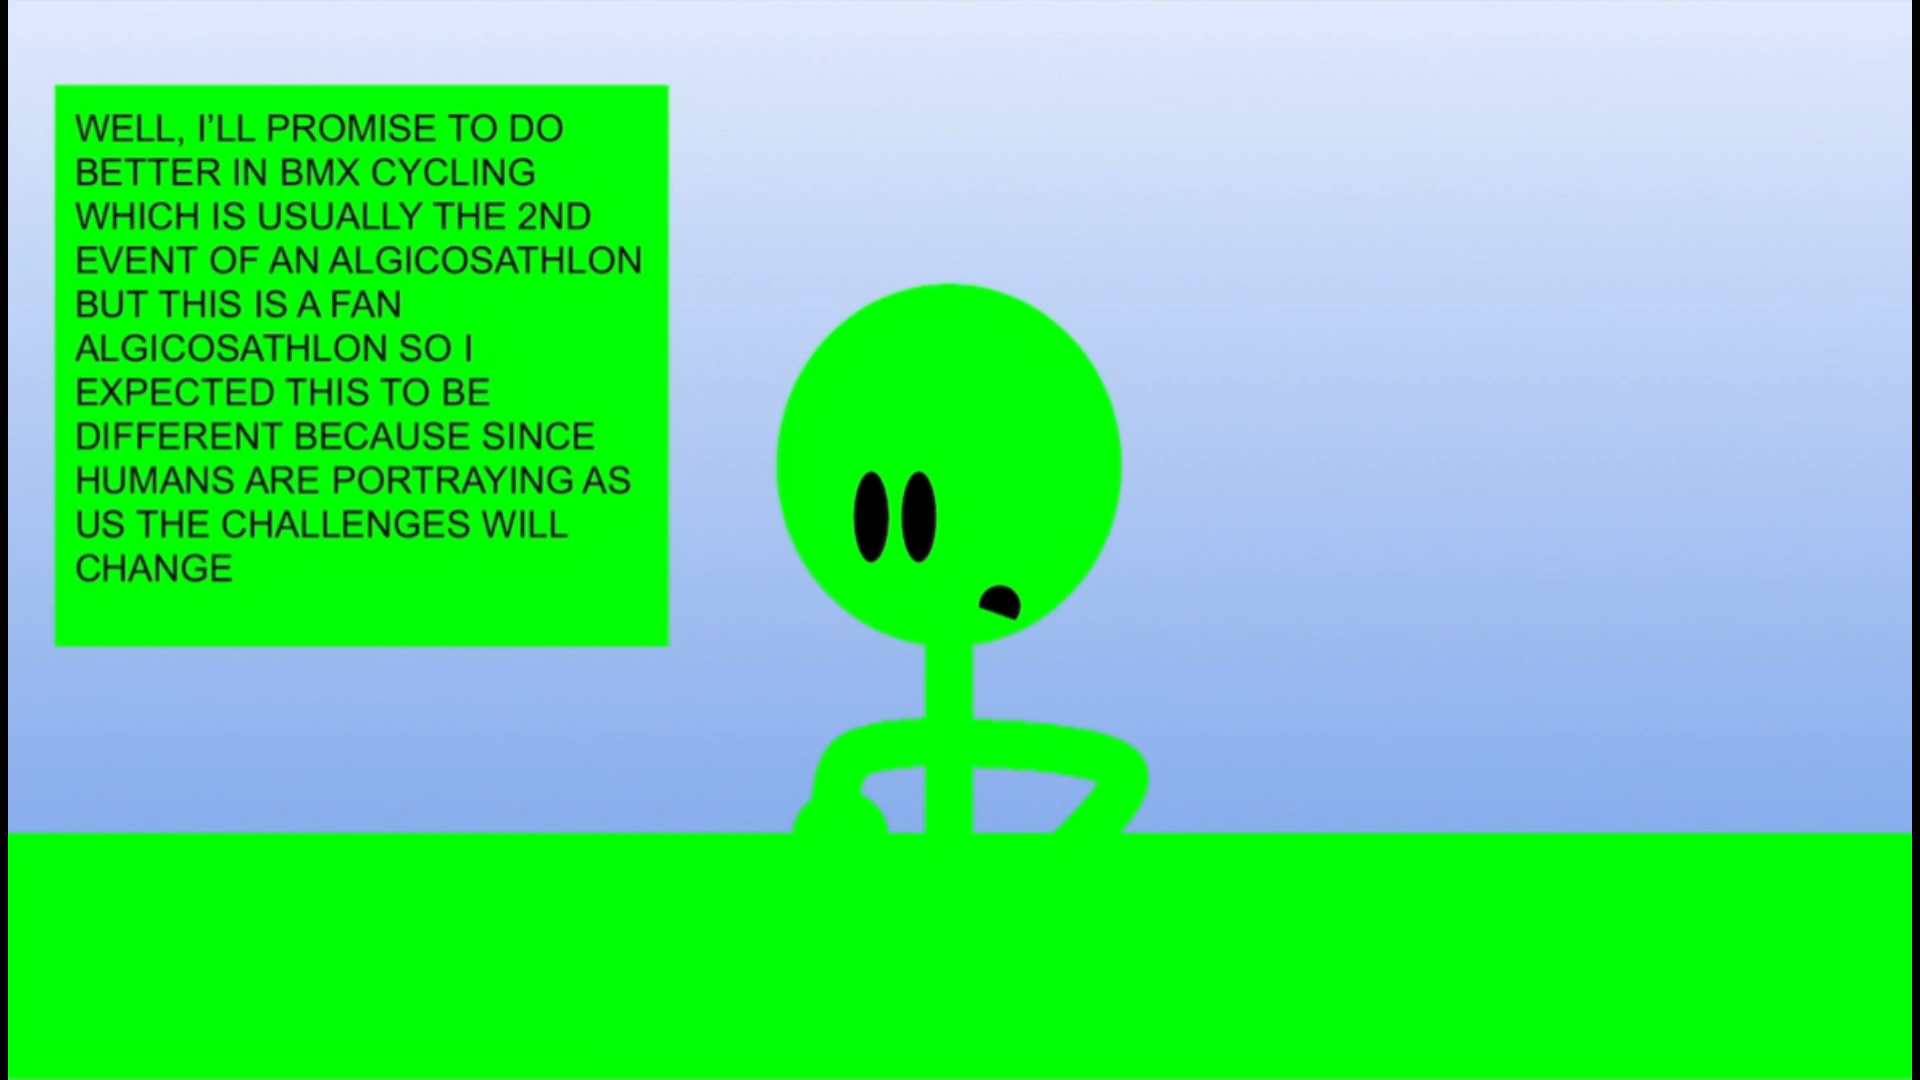 WELL, I’LL PROMISE TO DO
BETTER IN BMX CYCLING
WHICH IS USUALLY THE 2ND
EVENT OF AN ALGICOSATHLON
BUT THIS IS A FAN
ALGICOSATHLON SO I
EXPECTED THIS TO BE
DIFFERENT BECAUSE SINCE
HUMANS ARE PORTRAYING AS
US THE CHALLENGES WILL
CHANGE